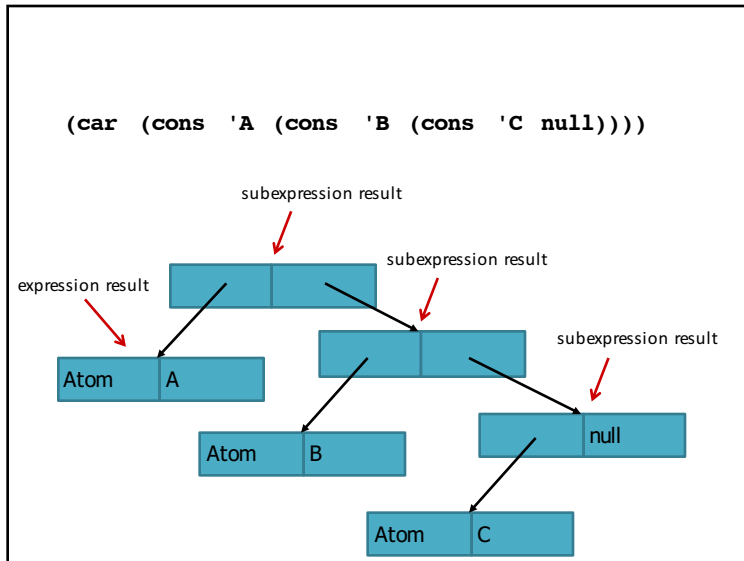 (car (cons 'A (cons 'B (cons 'C null))))
subexpression result
subexpression result
expression result
subexpression result
Atom A
null
Atom B
Atom C